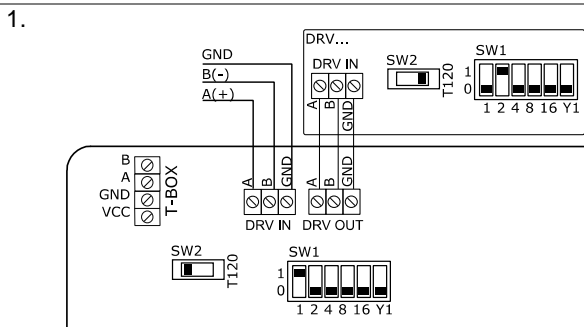 1.
DRV...
DRV IN
A B GND
SW2
T120
SW1
1
0
1 2 4 8 16 Y1
GND
B(-)
A(+)
A B GND
A B GND
DRV IN DRV OUT
B
A
GND
VCC
T-BOX
SW2
T120
SW1
1
0
1 2 4 8 16 Y1